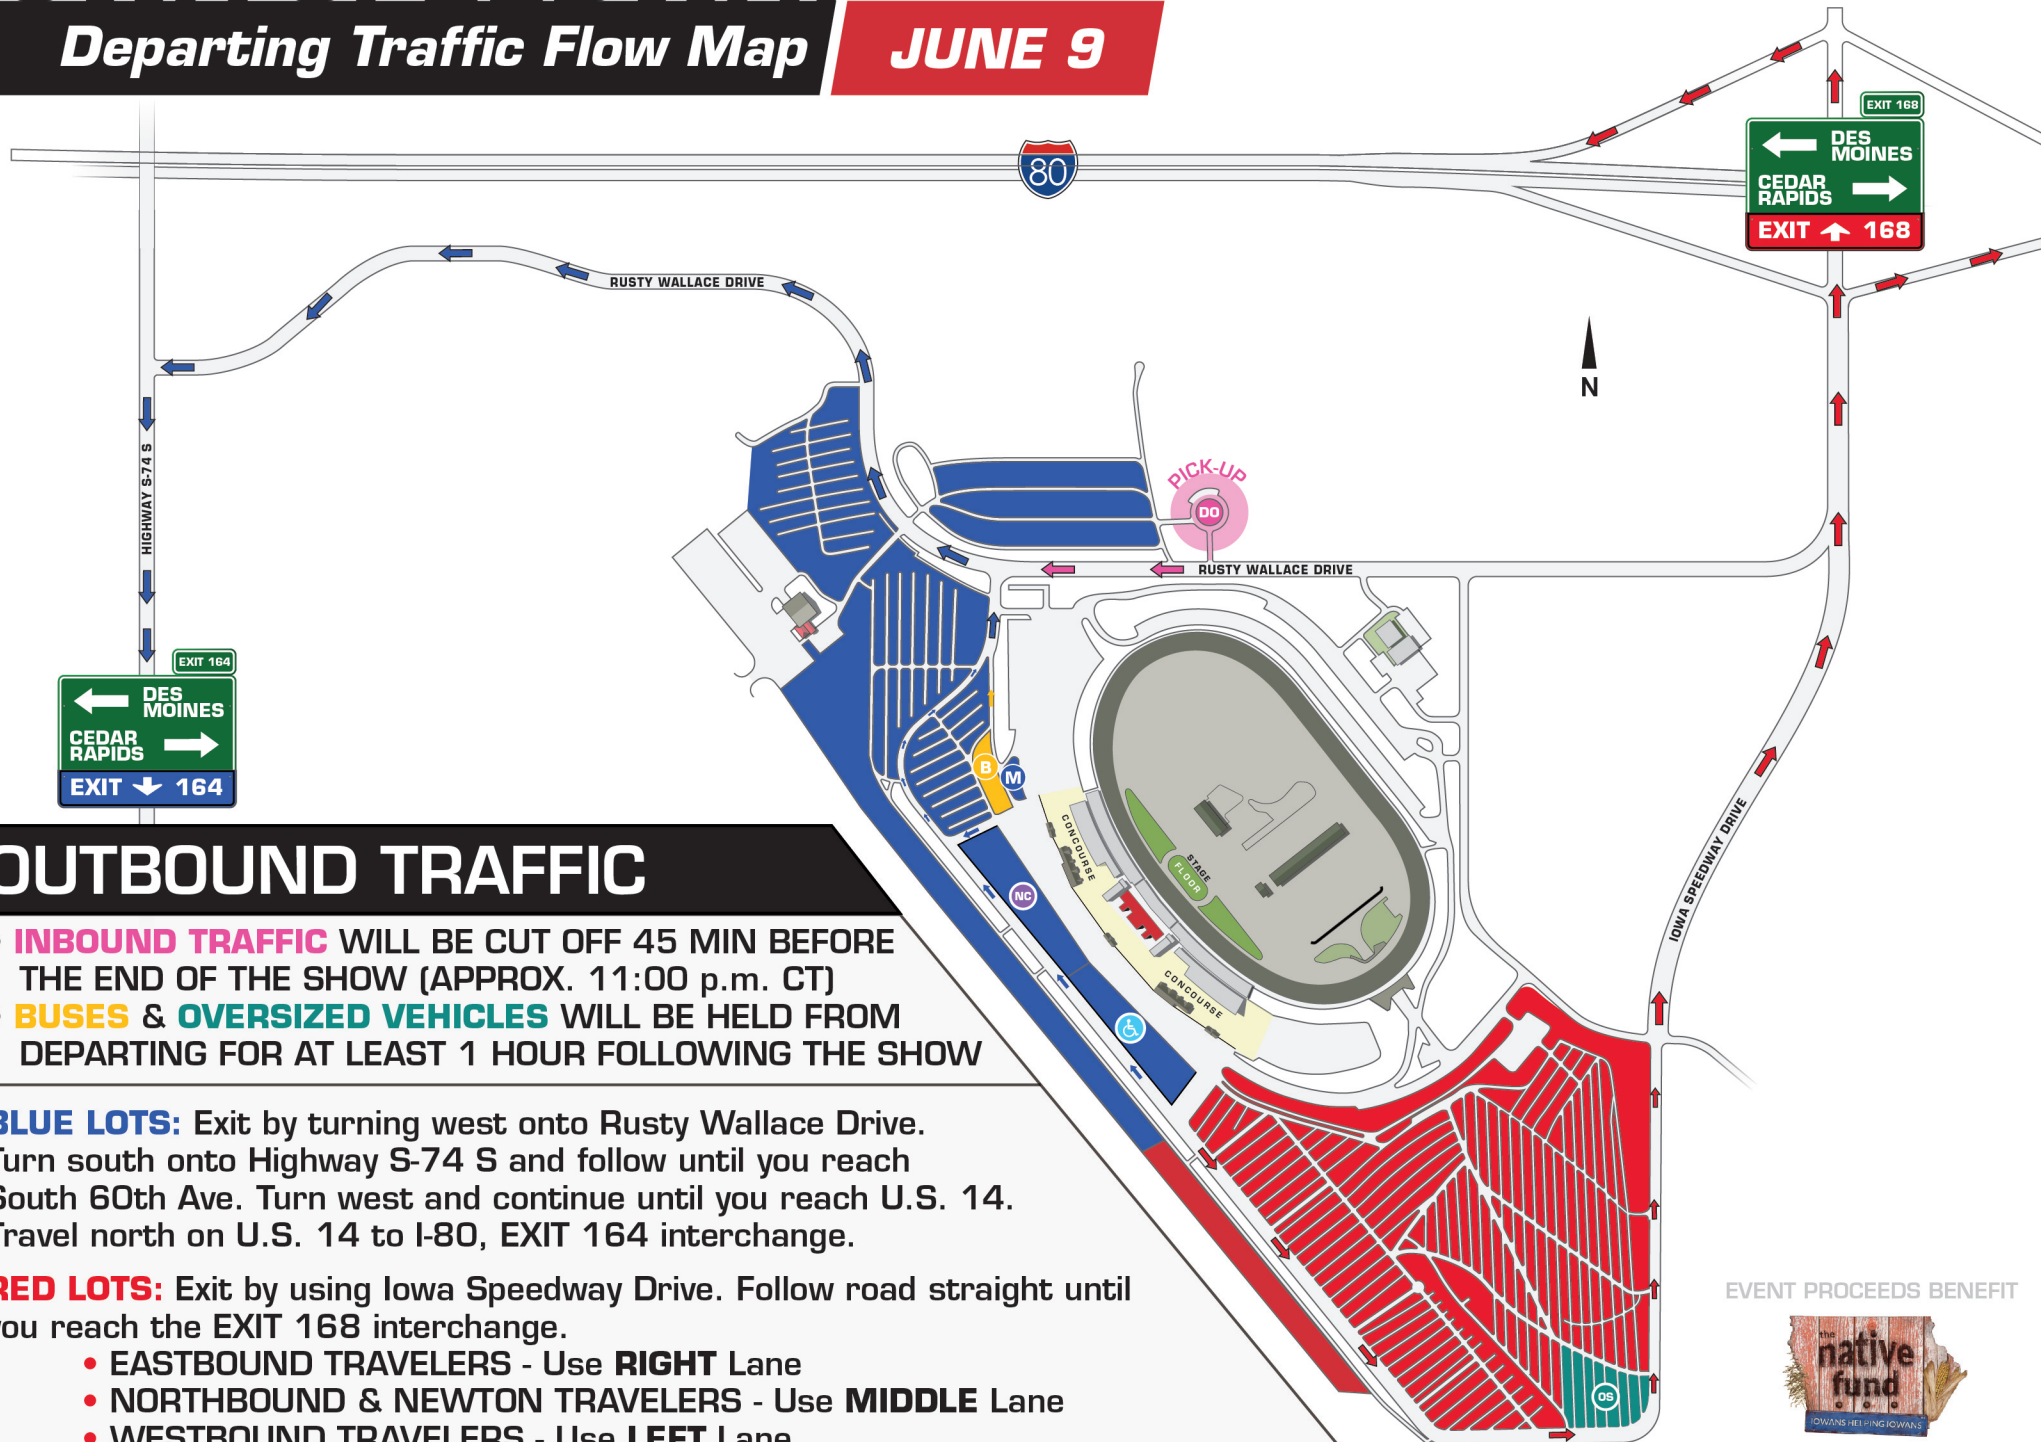 Departing Traffic Flow Map
JUNE 9
EXIT 168
DES
MOINES
CEDAR
RAPIDS
EXIT 168
80
RUSTY WALLACE DRIVE
N
HIGHWAY S-74 S
PICK-UP
DO
RUSTY WALLACE DRIVE
EXIT 164
DES
MOINES
CEDAR
RAPIDS
EXIT 164
B
M
CONCOURSE
STAGE
FLOOR
NC
CONCOURSE
IOWA SPEEDWAY DRIVE
OUTBOUND TRAFFIC
INBOUND TRAFFIC WILL BE CUT OFF 45 MIN BEFORE
THE END OF THE SHOW (APPROX. 11:00 p.m. CT)
BUSES & OVERSIZED VEHICLES WILL BE HELD FROM
DEPARTING FOR AT LEAST 1 HOUR FOLLOWING THE SHOW
BLUE LOTS: Exit by turning west onto Rusty Wallace Drive.
Turn south onto Highway S-74 S and follow until you reach
South 60th Ave. Turn west and continue until you reach U.S. 14.
Travel north on U.S. 14 to I-80, EXIT 164 interchange.
RED LOTS: Exit by using Iowa Speedway Drive. Follow road straight until
you reach the EXIT 168 interchange.
• EASTBOUND TRAVELERS - Use RIGHT Lane
• NORTHBOUND & NEWTON TRAVELERS - Use MIDDLE Lane
• WESTBOUND TRAVELERS - Use LEFT Lane
OS
EVENT PROCEEDS BENEFIT
the
native
fund
IOWANS HELPING IOWANS